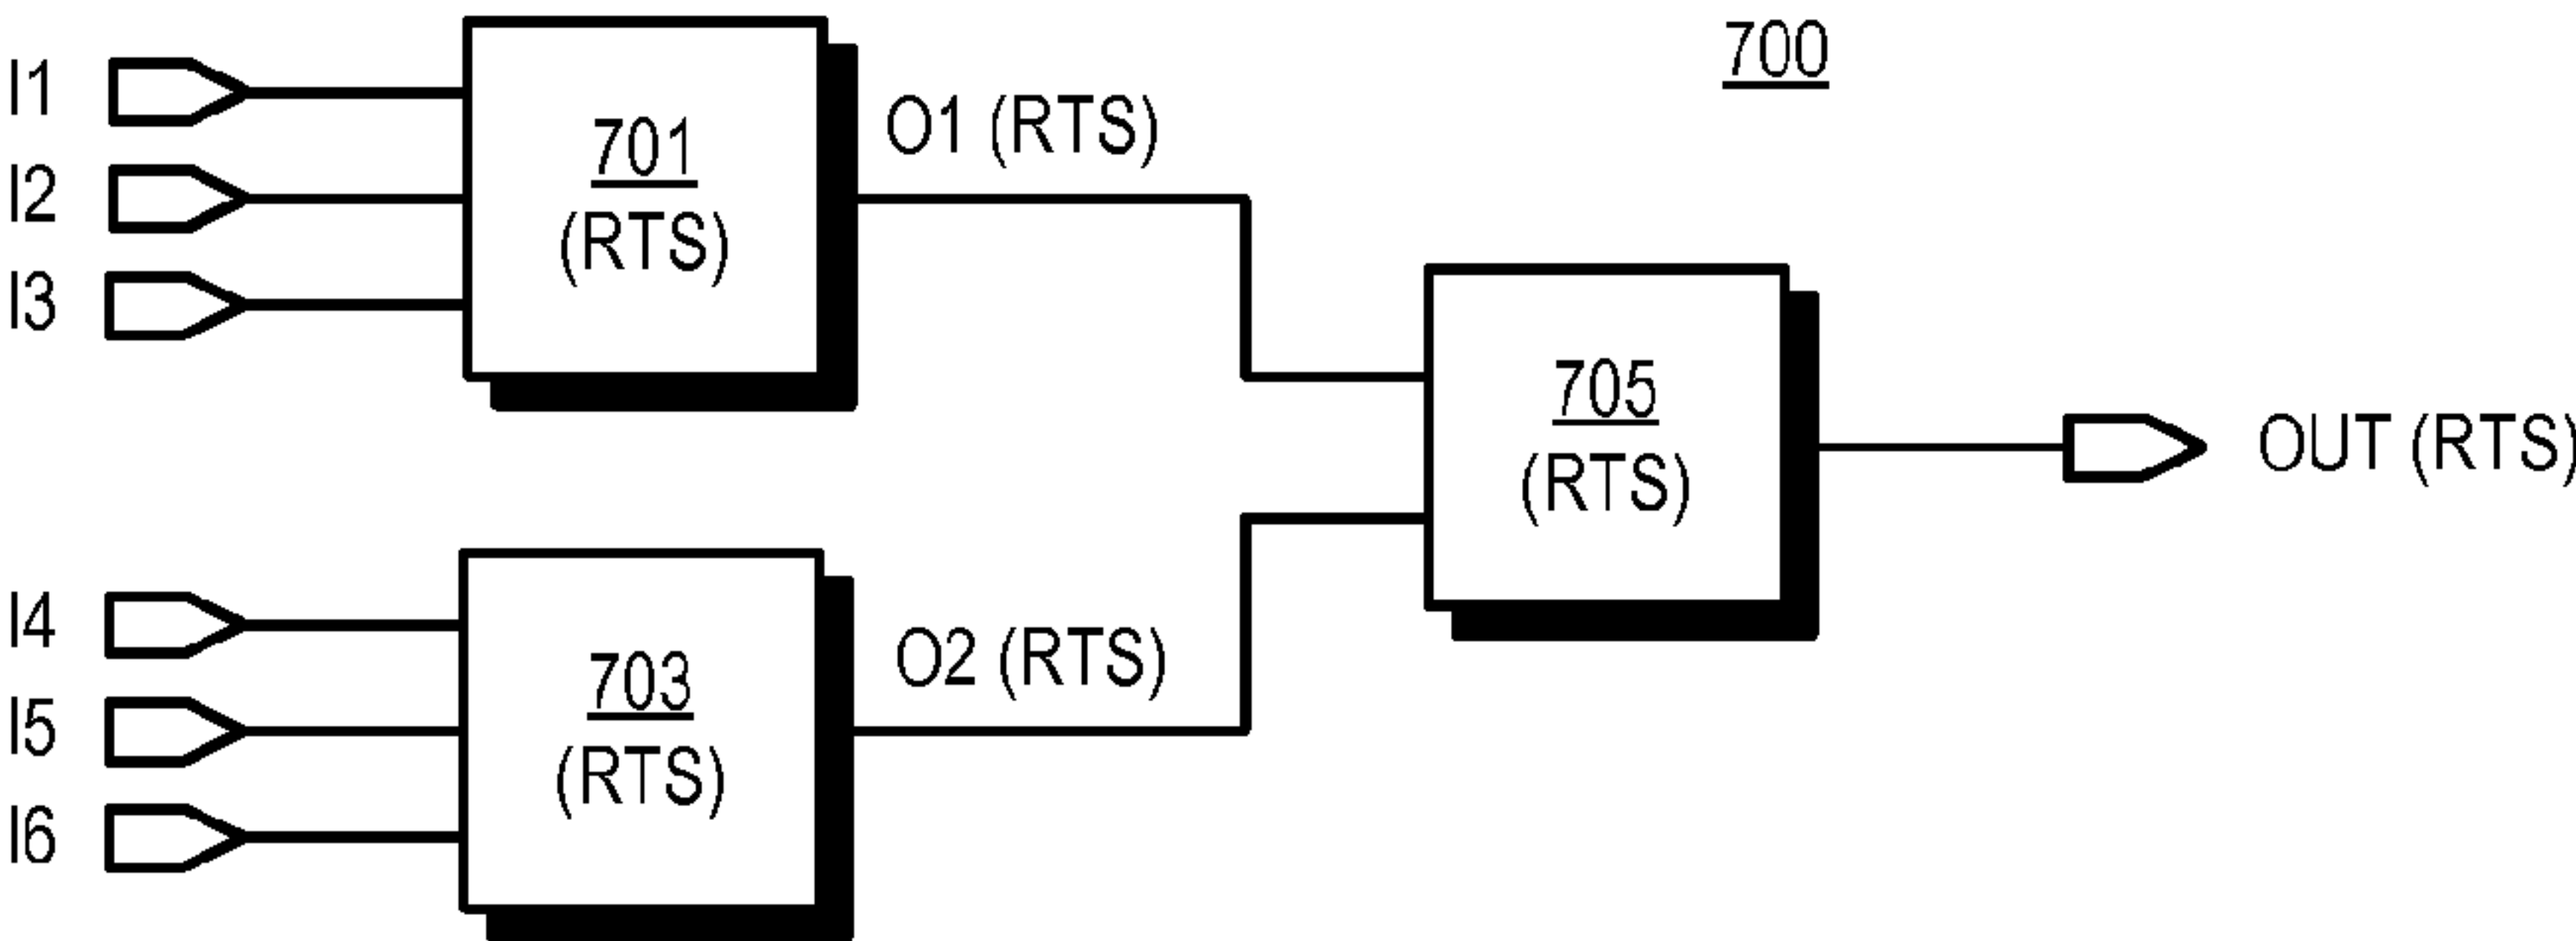 700
I1
I2
I3
701
(RTS)
O1 (RTS)
705
(RTS)
OUT (RTS)
I4
I5
I6
703
(RTS)
O2 (RTS)